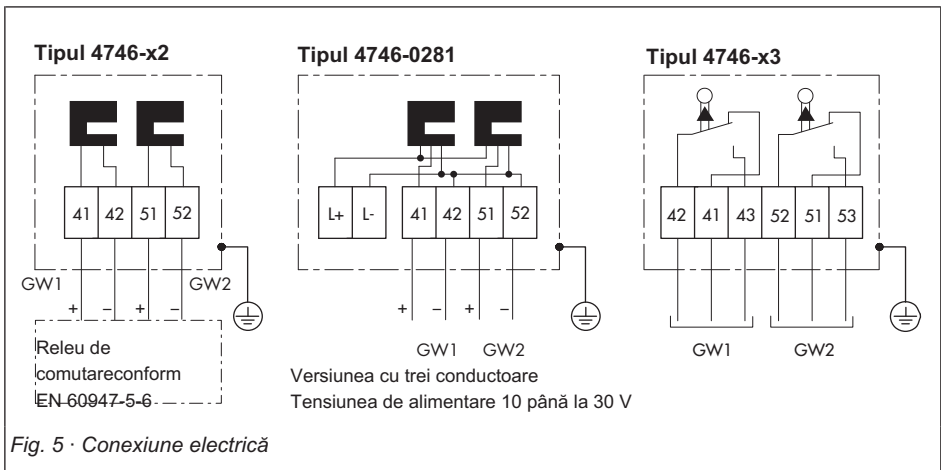 Tipul 4746-x2
Tipul 4746-0281
Tipul 4746-x3
41 42 51 52
L+ L- 41 42 51 52
42 41 43 52 51 53
GW1 GW2
+ – + –
+ – + –
Releu de
comutareconform
EN 60947-5-6
GW1 GW2
Versiunea cu trei conductoare
Tensiunea de alimentare 10 până la 30 V
GW1 GW2
Fig. 5 · Conexiune electrică